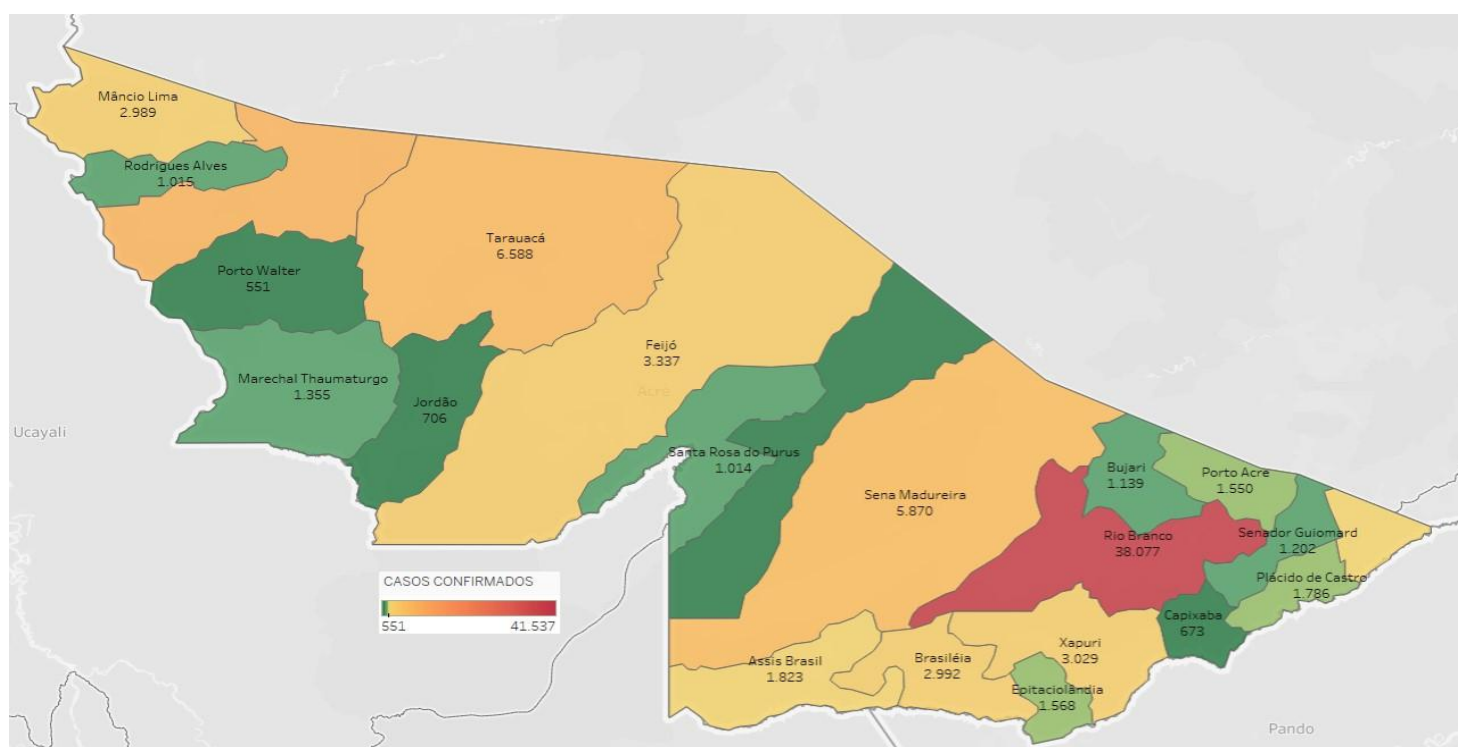 Mâncio Lima
2.989
Rodrigues Alves
1.015
Tarauacá
6.588
Porto Walter
551
Feijó
3.337
Marechal Thaumaturgo
1.355
Acre
Jordão
706
Ucayali
Santa Rosa do Purus
1.014
Sena Madureira
5.870
Bujari
1.139
Porto Acre
1.550
Rio Branco
38.077
Senador Guiomard
1.202
Plácido de Castro
1.786
CASOS CONFIRMADOS
551
41.537
Capixaba
673
Xapuri
3.029
Assis Brasil
1.823
Brasiléia
2.992
Epitaciolândia
1.568
Pando